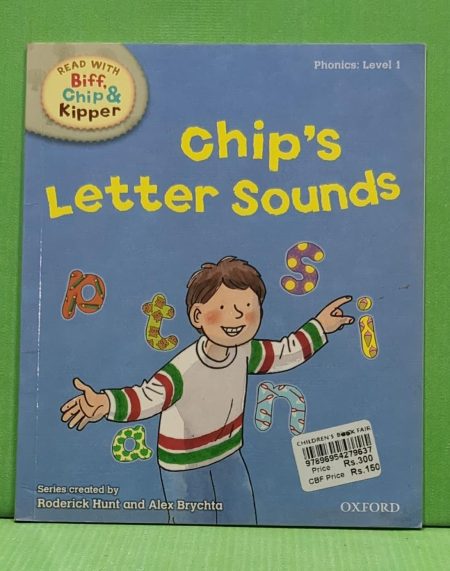 READ WITH
Biff,
Chip &
Kipper
Phonics: Level 1
Chip's
Letter Sounds
p
t
s
i
a
n
CHILDREN'S BOOK FAIR
9789695427963​7
Price Rs.300
CBF Price Rs.150
Series created by
Roderick Hunt and Alex Brychta
OXFORD